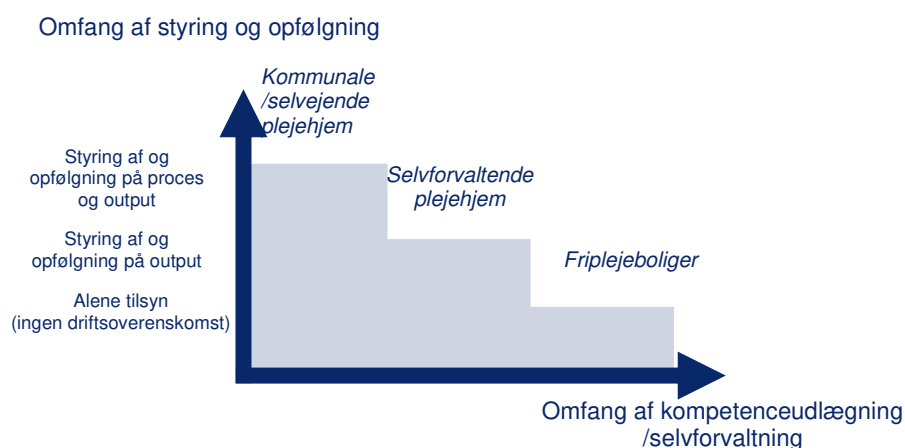 Omfang af styring og opfølgning
Kommunale
/selvejende
plejehjem
Styring af og
opfølgning på proces
og output
Selvforvaltende
plejehjem
Styring af og
opfølgning på output
Friplejeboliger
Alene tilsyn
(ingen driftsoverenskomst)
Omfang af kompetenceudlægning
/selvforvaltning